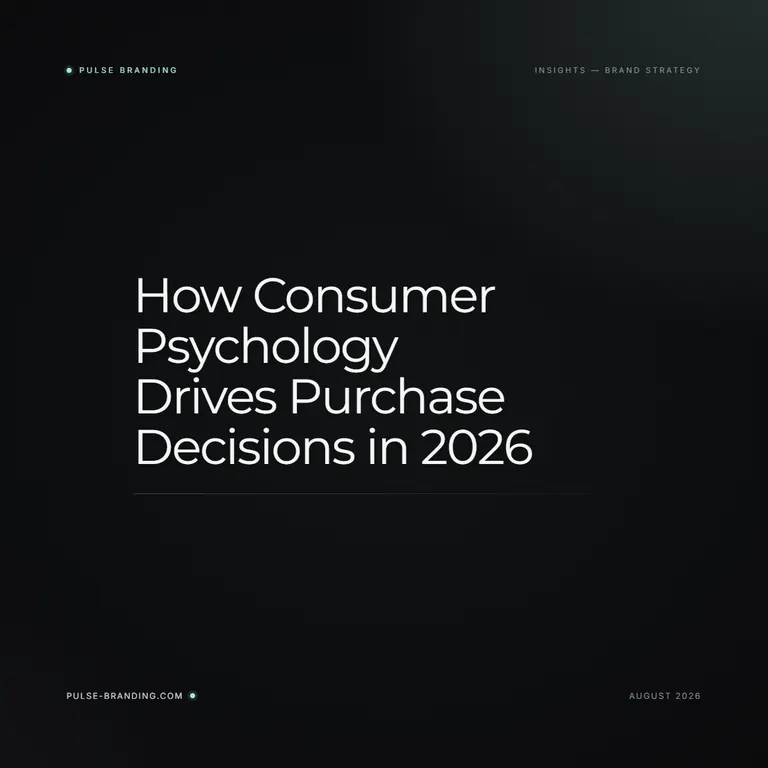 PULSE BRANDING
INSIGHTS — BRAND STRATEGY
How Consumer
Psychology
Drives Purchase
Decisions in 2026
PULSE-BRANDING.COM
AUGUST 2026